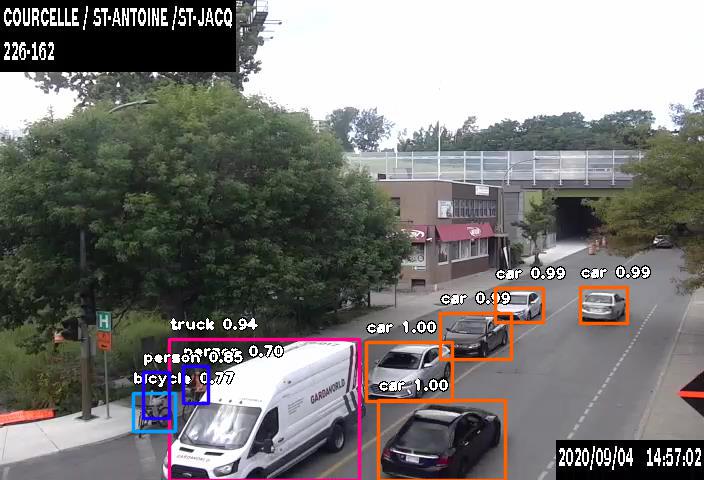 COURCELLE / ST-ANTOINE /ST-JACQ
226-162
car 0.99
car 0.99
car 0.99
truck 0.94
car 1.00
person 0.85
person 0.70
bicycle 0.77
car 1.00
H
GARDAWORLD
GARDAWORLD
2020/09/04 14:57:02